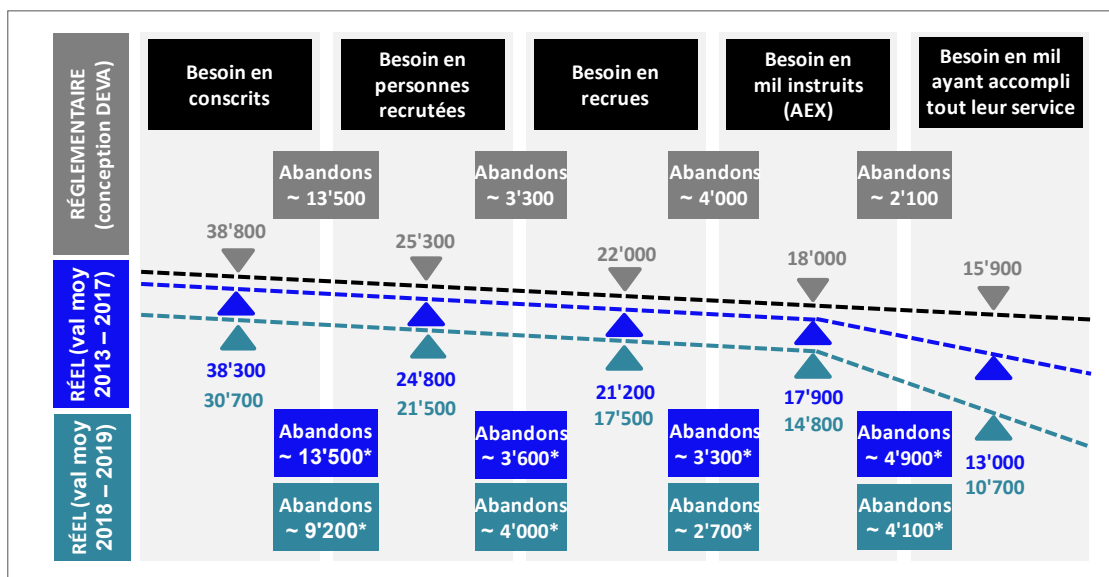 RÉGLEMENTAIRE
(conception DEVA)
Besoin en
conscrits
Besoin en
personnes
recrutées
Besoin en
recrues
Besoin en
mil instruits
(AEX)
Besoin en mil
ayant accompli
tout leur service
Abandons
~ 13'500
Abandons
~ 3'300
Abandons
~ 4'000
Abandons
~ 2'100
38'800
25'300
22'000
18'000
15'900
RÉEL (val moy
2013 – 2017)
38'300
24'800
21'200
17'900
13'000
30'700
21'500
17'500
14'800
10'700
Abandons
~ 13'500*
Abandons
~ 3'600*
Abandons
~ 3'300*
Abandons
~ 4'900*
RÉEL (val moy
2018 – 2019)
Abandons
~ 9'200*
Abandons
~ 4'000*
Abandons
~ 2'700*
Abandons
~ 4'100*